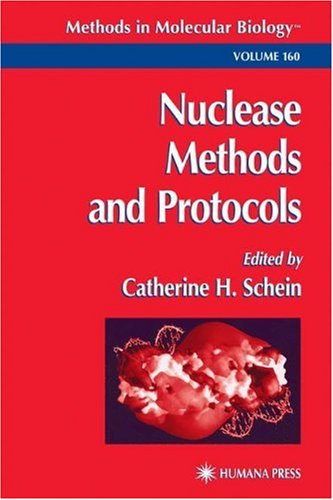 Methods in Molecular Biology™
VOLUME 160
Nuclease
Methods
and Protocols
Edited by
Catherine H. Schein
HUMANA PRESS